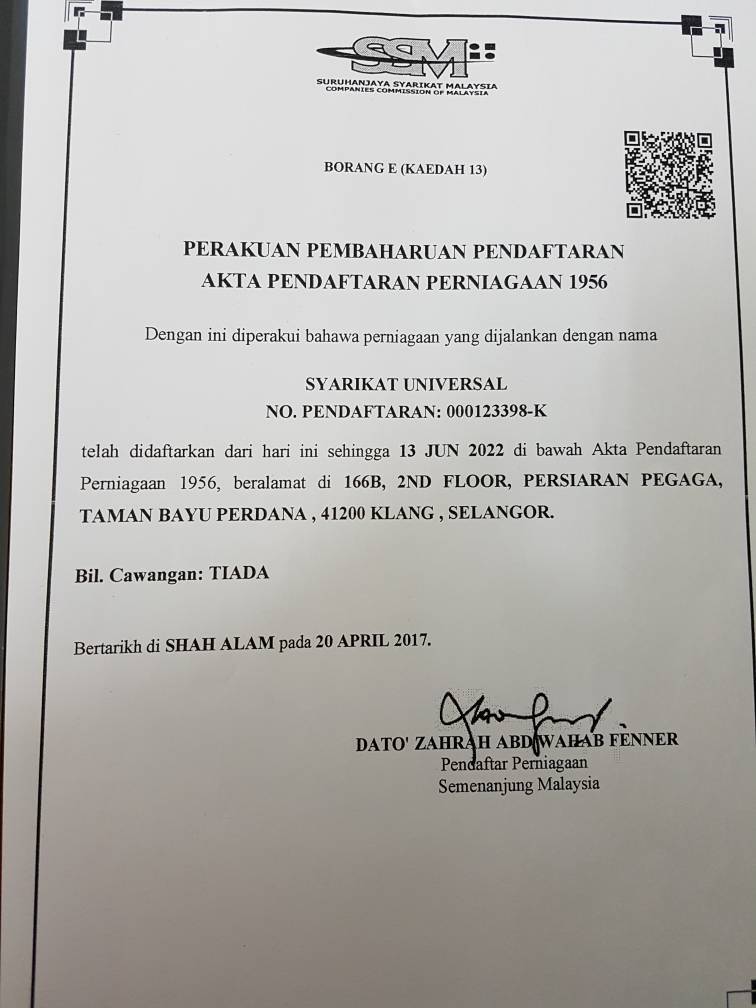 SSM
SURUHANJAYA SYARIKAT MALAYSIA
COMPANIES COMMISSION OF MALAYSIA
BORANG E (KAEDAH 13)
PERAKUAN PEMBAHARUAN PENDAFTARAN
AKTA PENDAFTARAN PERNIAGAAN 1956
Dengan ini diperakui bahawa perniagaan yang dijalankan dengan nama
SYARIKAT UNIVERSAL
NO. PENDAFTARAN: 000123398-K
telah didaftarkan dari hari ini sehingga 13 JUN 2022 di bawah Akta Pendaftaran
Perniagaan 1956, beralamat di 166B, 2ND FLOOR, PERSIARAN PEGAGA,
TAMAN BAYU PERDANA , 41200 KLANG , SELANGOR.
Bil. Cawangan: TIADA
Bertarikh di SHAH ALAM pada 20 APRIL 2017.
DATO' ZAHRAH ABD WAHAB FENNER
Pendaftar Perniagaan
Semenanjung Malaysia